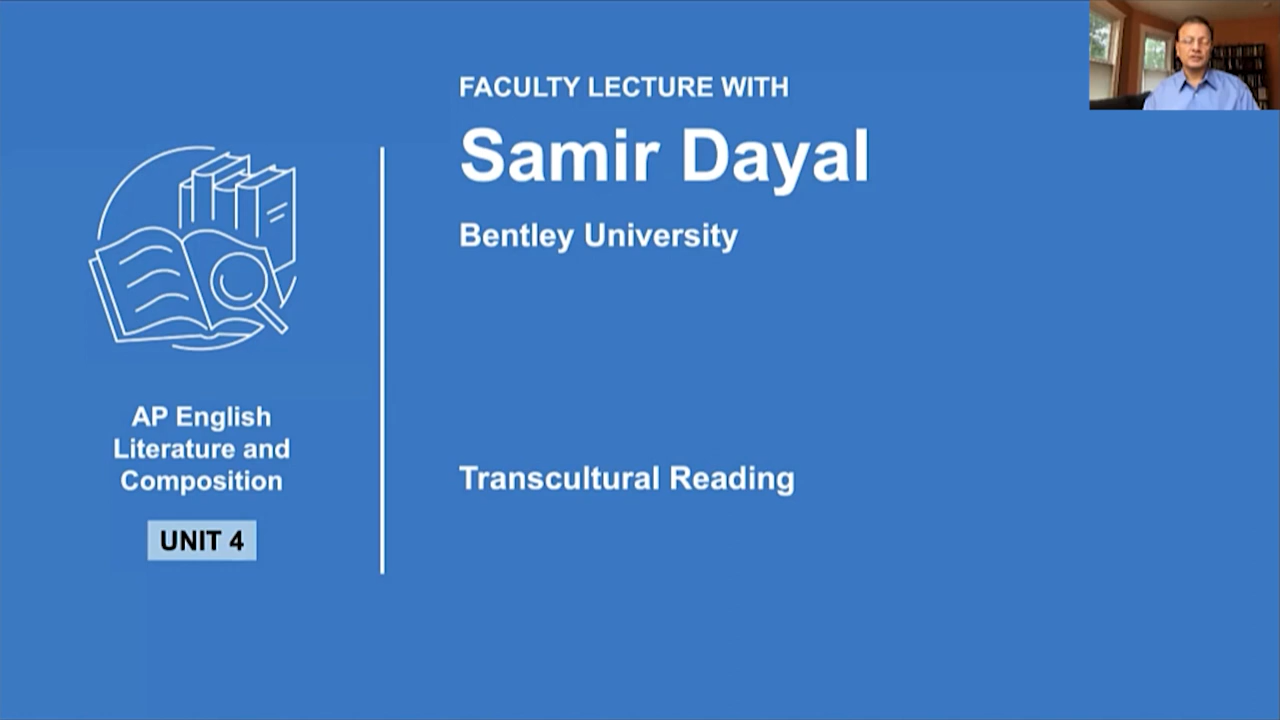 FACULTY LECTURE WITH
Samir Dayal
Bentley University
Transcultural Reading
AP English
Literature and
Composition
UNIT 4